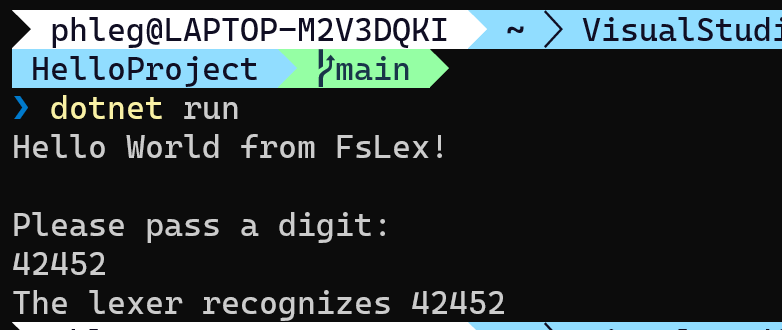 phleg@LAPTOP-M2V3DQKI ~ VisualStudi
HelloProject main
❯ dotnet run
Hello World from FsLex!
Please pass a digit:
42452
The lexer recognizes 42452